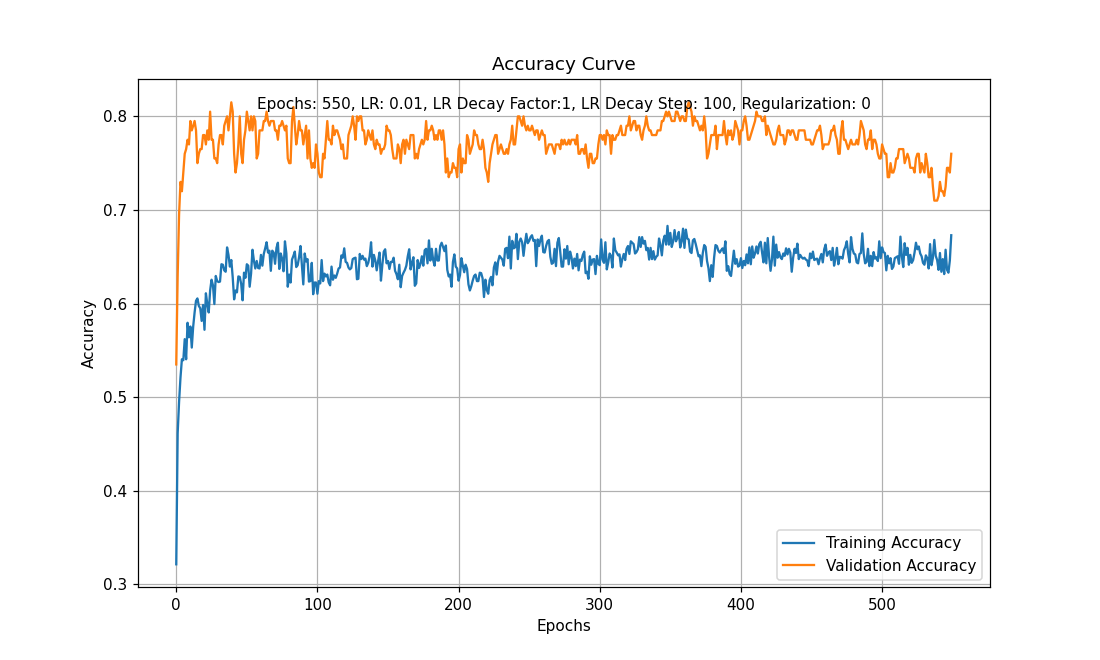 Accuracy Curve
Epochs: 550, LR: 0.01, LR Decay Factor:1, LR Decay Step: 100, Regularization: 0
0.8
0.7
0.6
0.5
0.4
0.3
Accuracy
Training Accuracy
Validation Accuracy
0 100 200 300 400 500
Epochs